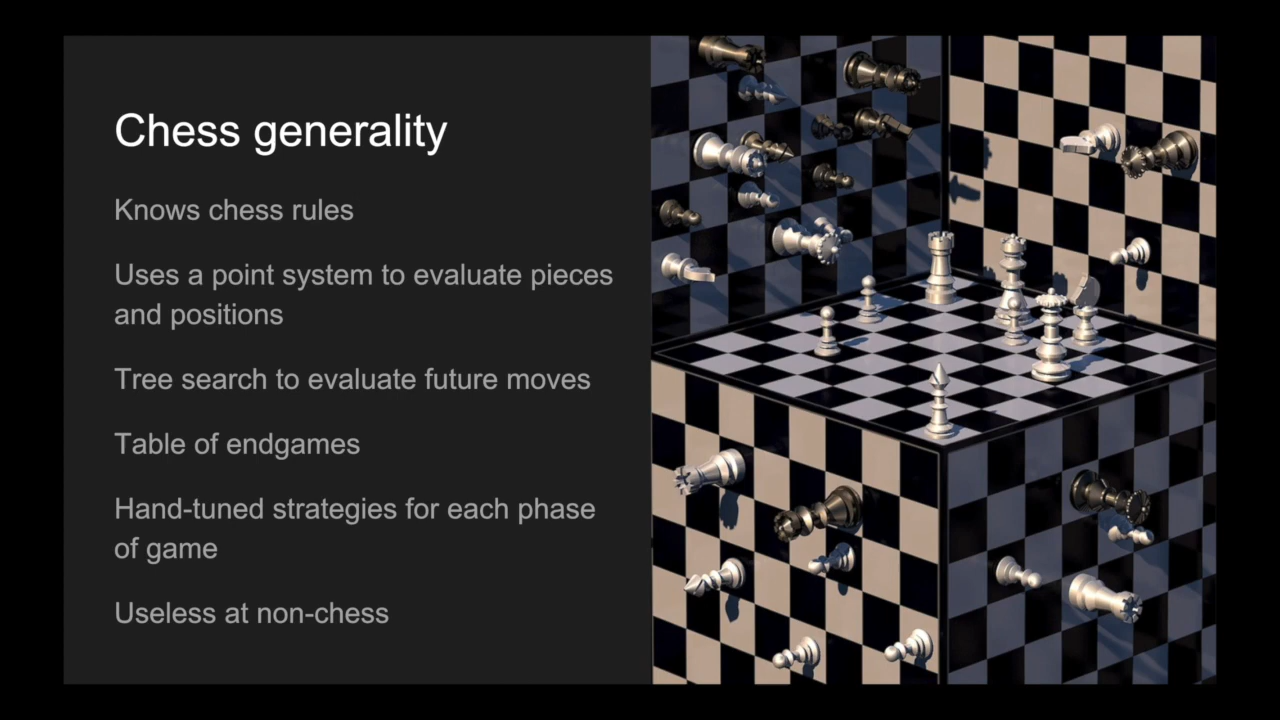 Chess generality
Knows chess rules
Uses a point system to evaluate pieces
and positions
Tree search to evaluate future moves
Table of endgames
Hand-tuned strategies for each phase
of game
Useless at non-chess